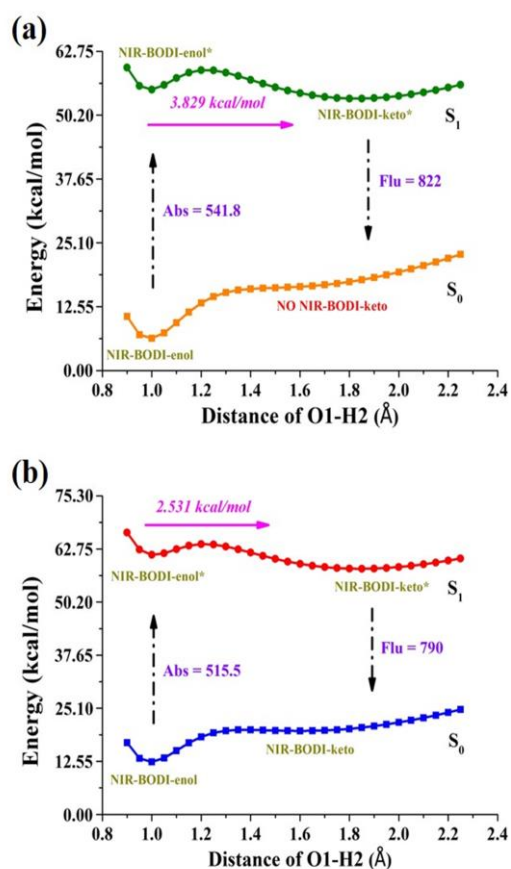 (a)
62.75
50.20
37.65
25.10
12.55
0.00
Energy (kcal/mol)
NIR-BODI-enol*
3.829 kcal/mol
NIR-BODI-keto*
S1
Abs = 541.8
Flu = 822
S0
NO NIR-BODI-keto
NIR-BODI-enol
0.8 1.0 1.2 1.4 1.6 1.8 2.0 2.2 2.4
Distance of O1-H2 (Å)
(b)
75.30
62.75
50.20
37.65
25.10
12.55
0.00
Energy (kcal/mol)
2.531 kcal/mol
NIR-BODI-enol*
NIR-BODI-keto*
S1
Abs = 515.5
Flu = 790
NIR-BODI-keto
S0
NIR-BODI-enol
0.8 1.0 1.2 1.4 1.6 1.8 2.0 2.2 2.4
Distance of O1-H2 (Å)